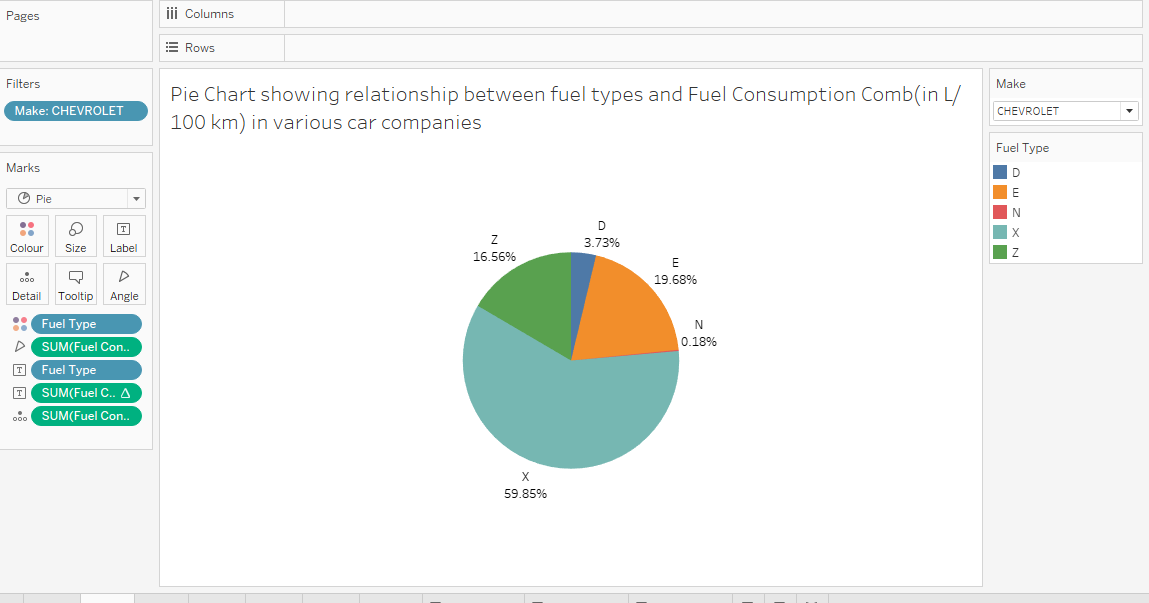 Pages
Columns
Rows
Filters
Make: CHEVROLET
Marks
Pie
Colour
Size
Label
Detail
Tooltip
Angle
Fuel Type
SUM(Fuel Con..
Fuel Type
SUM(Fuel C.. Δ
SUM(Fuel Con..
Pie Chart showing relationship between fuel types and Fuel Consumption Comb(in L/
100 km) in various car companies
D
3.73%
Z
16.56%
E
19.68%
N
0.18%
X
59.85%
Make
CHEVROLET
Fuel Type
D
E
N
X
Z